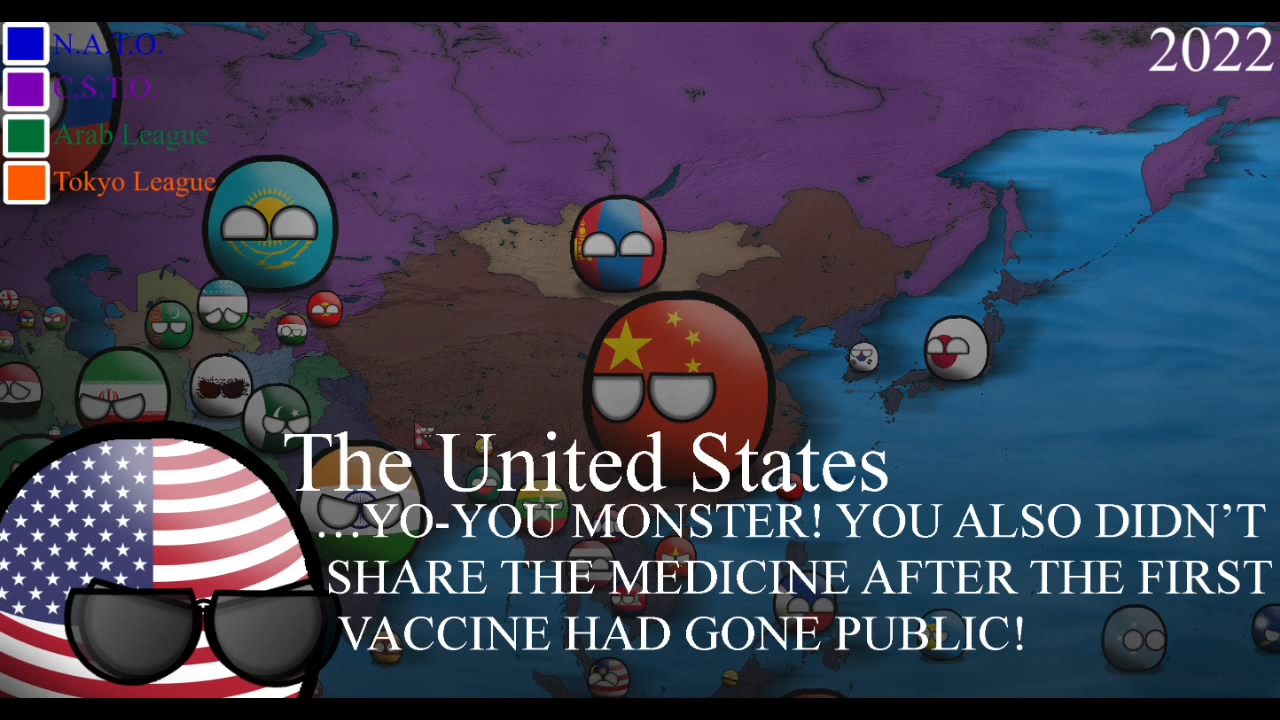 N.A.T.O.
2022
C.S.T.O.
Arab League
Tokyo League
The United States
...YO-YOU MONSTER! YOU ALSO DIDN'T
SHARE THE MEDICINE AFTER THE FIRST
VACCINE HAD GONE PUBLIC!